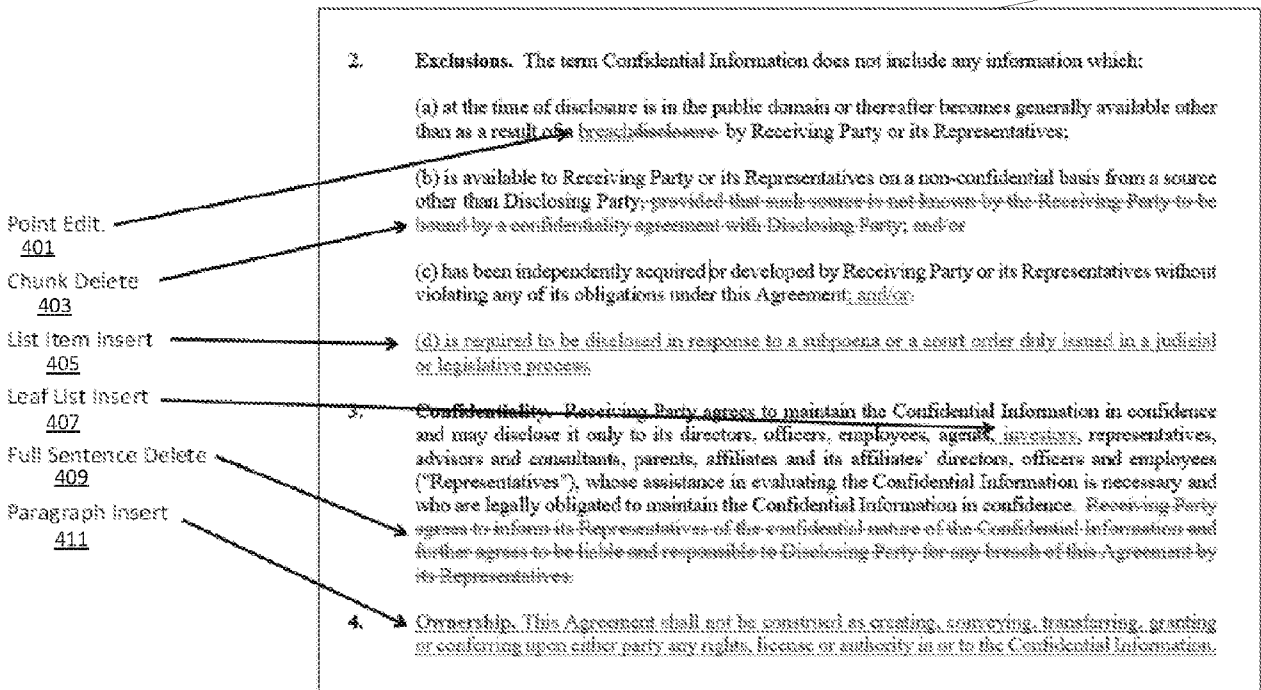 2. Exclusions. The term Confidential Information does not include any information which:
(a) at the time of disclosure is in the public domain or thereafter becomes generally available other
than as a result of a breachdisclosure by Receiving Party or its Representatives;
(b) is available to Receiving Party or its Representatives on a non-confidential basis from a source
other than Disclosing Party, provided that such source is not known by the Receiving Party to be
bound by a confidentiality agreement with Disclosing Party; and/or
(c) has been independently acquired or developed by Receiving Party or its Representatives without
violating any of its obligations under this Agreement; and/or.
(d) is required to be disclosed in response to a subpoena or a court order duly issued in a judicial
or legislative process.
3. Confidentiality. Receiving Party agrees to maintain the Confidential Information in confidence
and may disclose it only to its directors, officers, employees, agents, investors, representatives,
advisors and consultants, parents, affiliates and its affiliates' directors, officers and employees
("Representatives"), whose assistance in evaluating the Confidential Information is necessary and
who are legally obligated to maintain the Confidential Information in confidence. Receiving Party
agrees to inform its Representatives of the confidential nature of the Confidential Information and
further agrees to be liable and responsible to Disclosing Party for any breach of this Agreement by
its Representatives.
4. Ownership. This Agreement shall not be construed as creating, conveying, transferring, granting
or conferring upon either party any rights, license or authority in or to the Confidential Information.
Point Edit.
401
Chunk Delete
403
List Item Insert
405
Leaf List Insert
407
Full Sentence Delete
409
Paragraph Insert
411